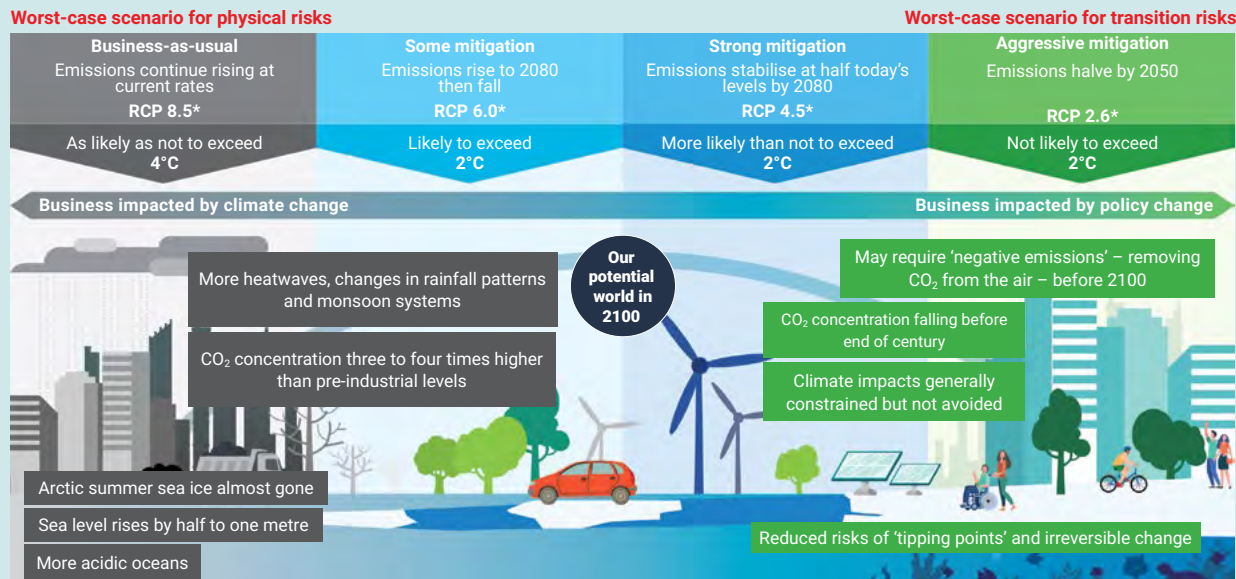 Worst-case scenario for physical risks
Worst-case scenario for transition risks
Business-as-usual
Emissions continue rising at
current rates
RCP 8.5*
As likely as not to exceed
4°C
Some mitigation
Emissions rise to 2080
then fall
RCP 6.0*
Likely to exceed
2°C
Strong mitigation
Emissions stabilise at half today's
levels by 2080
RCP 4.5*
More likely than not to exceed
2°C
Aggressive mitigation
Emissions halve by 2050
RCP 2.6*
Not likely to exceed
2°C
Business impacted by climate change
Business impacted by policy change
More heatwaves, changes in rainfall patterns
and monsoon systems
CO₂ concentration three to four times higher
than pre-industrial levels
Arctic summer sea ice almost gone
Sea level rises by half to one metre
More acidic oceans
Our
potential
world in
2100
May require ‘negative emissions’ – removing
CO₂ from the air – before 2100
CO₂ concentration falling before
end of century
Climate impacts generally
constrained but not avoided
Reduced risks of ‘tipping points’ and irreversible change